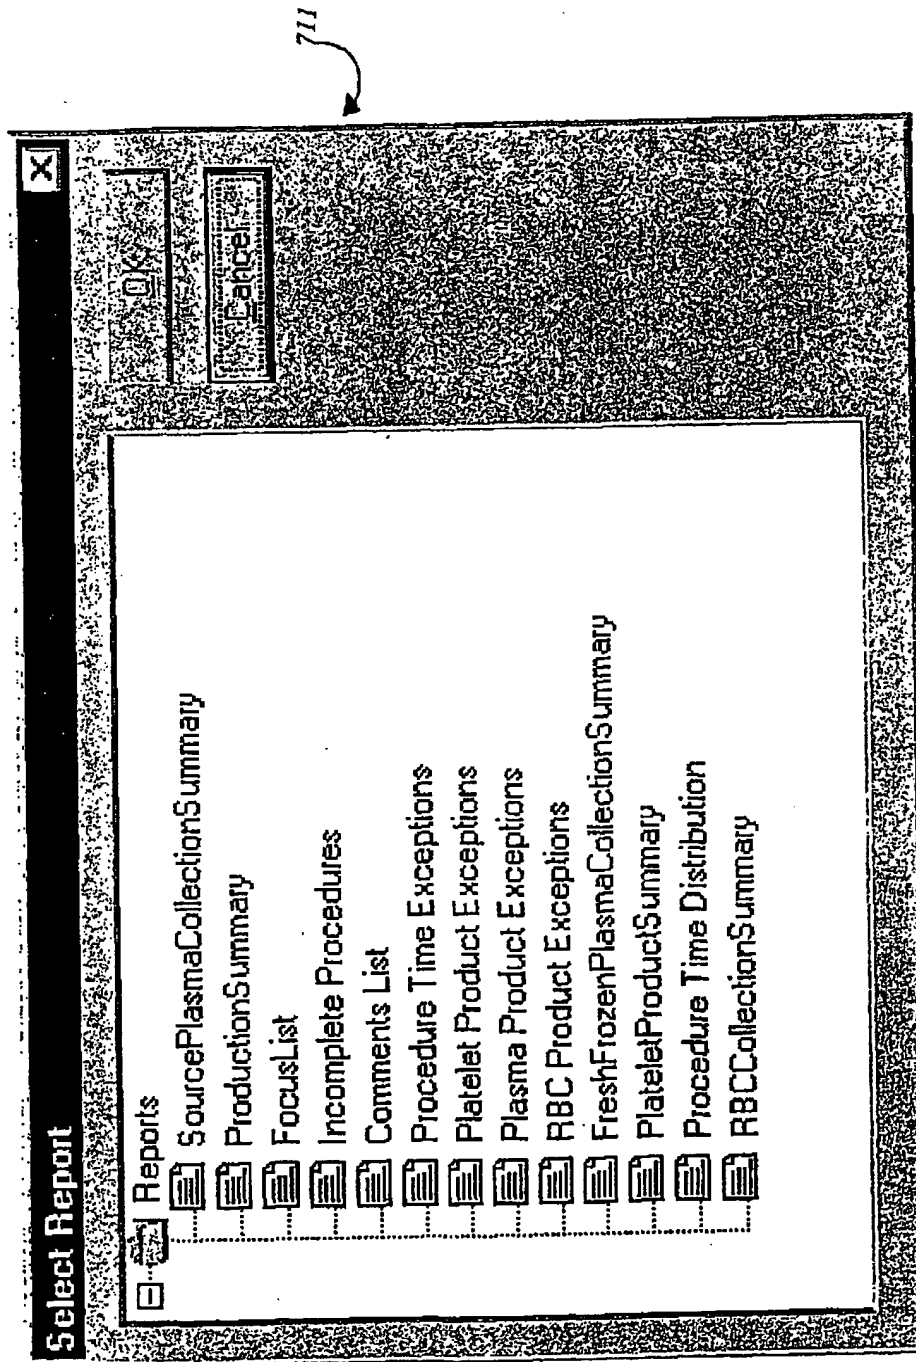 Select Report
Reports
SourcePlasmaCollectionSummary
ProductionSummary
FocusList
Incomplete Procedures
Comments List
Procedure Time Exceptions
Platelet Product Exceptions
Plasma Product Exceptions
RBC Product Exceptions
FreshFrozenPlasmaCollectionSummary
PlateletProductSummary
Procedure Time Distribution
RBCCollectionSummary
OK
Cancel
711